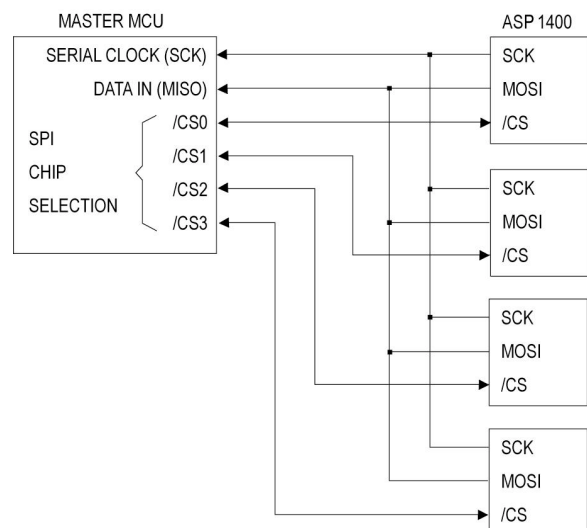 MASTER MCU
SERIAL CLOCK (SCK)
DATA IN (MISO)
/CS0
/CS1
/CS2
/CS3
SPI
CHIP
SELECTION
ASP 1400
SCK
MOSI
/CS
SCK
MOSI
/CS
SCK
MOSI
/CS
SCK
MOSI
/CS